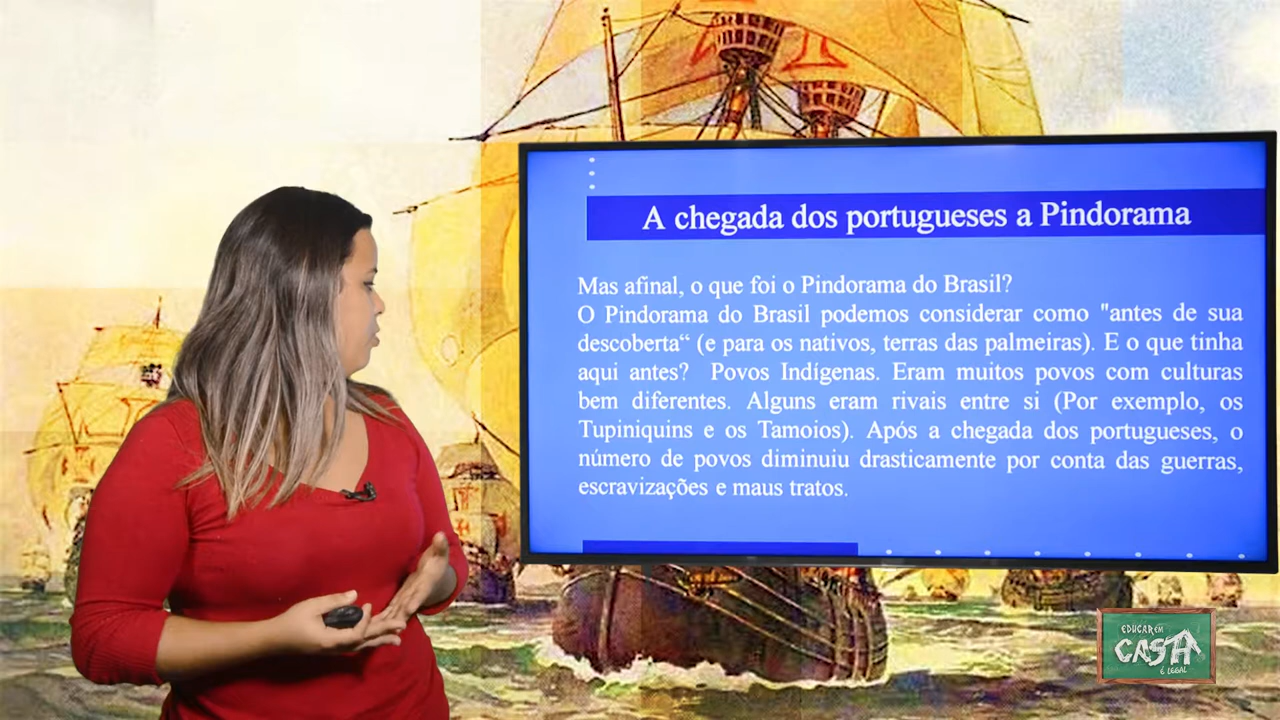 A chegada dos portugueses a Pindorama
Mas afinal, o que foi o Pindorama do Brasil?
O Pindorama do Brasil podemos considerar como "antes de sua
descoberta“ (e para os nativos, terras das palmeiras). E o que tinha
aqui antes? Povos Indígenas. Eram muitos povos com culturas
bem diferentes. Alguns eram rivais entre si (Por exemplo, os
Tupiniquins e os Tamoios). Após a chegada dos portugueses, o
número de povos diminuiu drasticamente por conta das guerras,
escravizações e maus tratos.
EDUCAR EM
CASA
É LEGAL